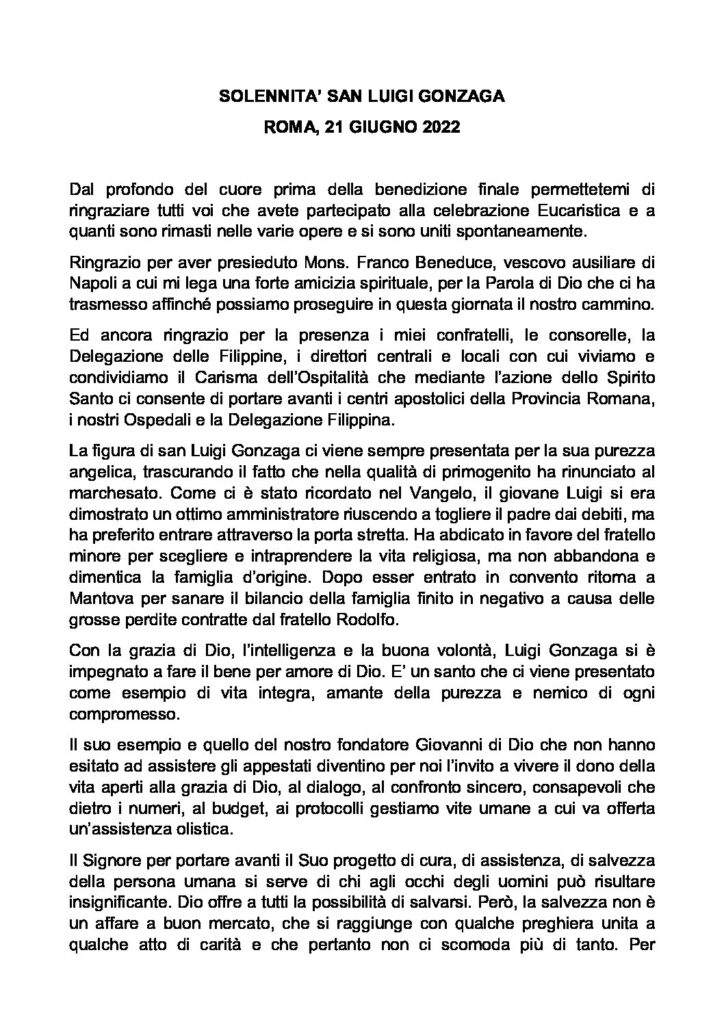 SOLENNITA' SAN LUIGI GONZAGA
ROMA, 21 GIUGNO 2022
Dal profondo del cuore prima della benedizione finale permettetemi di
ringraziare tutti voi che avete partecipato alla celebrazione Eucaristica e a
quanti sono rimasti nelle varie opere e si sono uniti spontaneamente.
Ringrazio per aver presieduto Mons. Franco Beneduce, vescovo ausiliare di
Napoli a cui mi lega una forte amicizia spirituale, per la Parola di Dio che ci ha
trasmesso affinché possiamo proseguire in questa giornata il nostro cammino.
Ed ancora ringrazio per la presenza i miei confratelli, le consorelle, la
Delegazione delle Filippine, i direttori centrali e locali con cui viviamo e
condividiamo il Carisma dell'Ospitalità che mediante l'azione dello Spirito
Santo ci consente di portare avanti i centri apostolici della Provincia Romana,
i nostri Ospedali e la Delegazione Filippina.
La figura di san Luigi Gonzaga ci viene sempre presentata per la sua purezza
angelica, trascurando il fatto che nella qualità di primogenito ha rinunciato al
marchesato. Come ci è stato ricordato nel Vangelo, il giovane Luigi si era
dimostrato un ottimo amministratore riuscendo a togliere il padre dai debiti, ma
ha preferito entrare attraverso la porta stretta. Ha abdicato in favore del fratello
minore per scegliere e intraprendere la vita religiosa, ma non abbandona e
dimentica la famiglia d'origine. Dopo esser entrato in convento ritorna a
Mantova per sanare il bilancio della famiglia finito in negativo a causa delle
grosse perdite contratte dal fratello Rodolfo.
Con la grazia di Dio, l'intelligenza e la buona volontà, Luigi Gonzaga si è
impegnato a fare il bene per amore di Dio. E' un santo che ci viene presentato
come esempio di vita integra, amante della purezza e nemico di ogni
compromesso.
Il suo esempio e quello del nostro fondatore Giovanni di Dio che non hanno
esitato ad assistere gli appestati diventino per noi l'invito a vivere il dono della
vita aperti alla grazia di Dio, al dialogo, al confronto sincero, consapevoli che
dietro i numeri, al budget, ai protocolli gestiamo vite umane a cui va offerta
un'assistenza olistica.
Il Signore per portare avanti il Suo progetto di cura, di assistenza, di salvezza
della persona umana si serve di chi agli occhi degli uomini può risultare
insignificante. Dio offre a tutti la possibilità di salvarsi. Però, la salvezza non è
un affare a buon mercato, che si raggiunge con qualche preghiera unita a
qualche atto di carità e che pertanto non ci scomoda più di tanto. Per